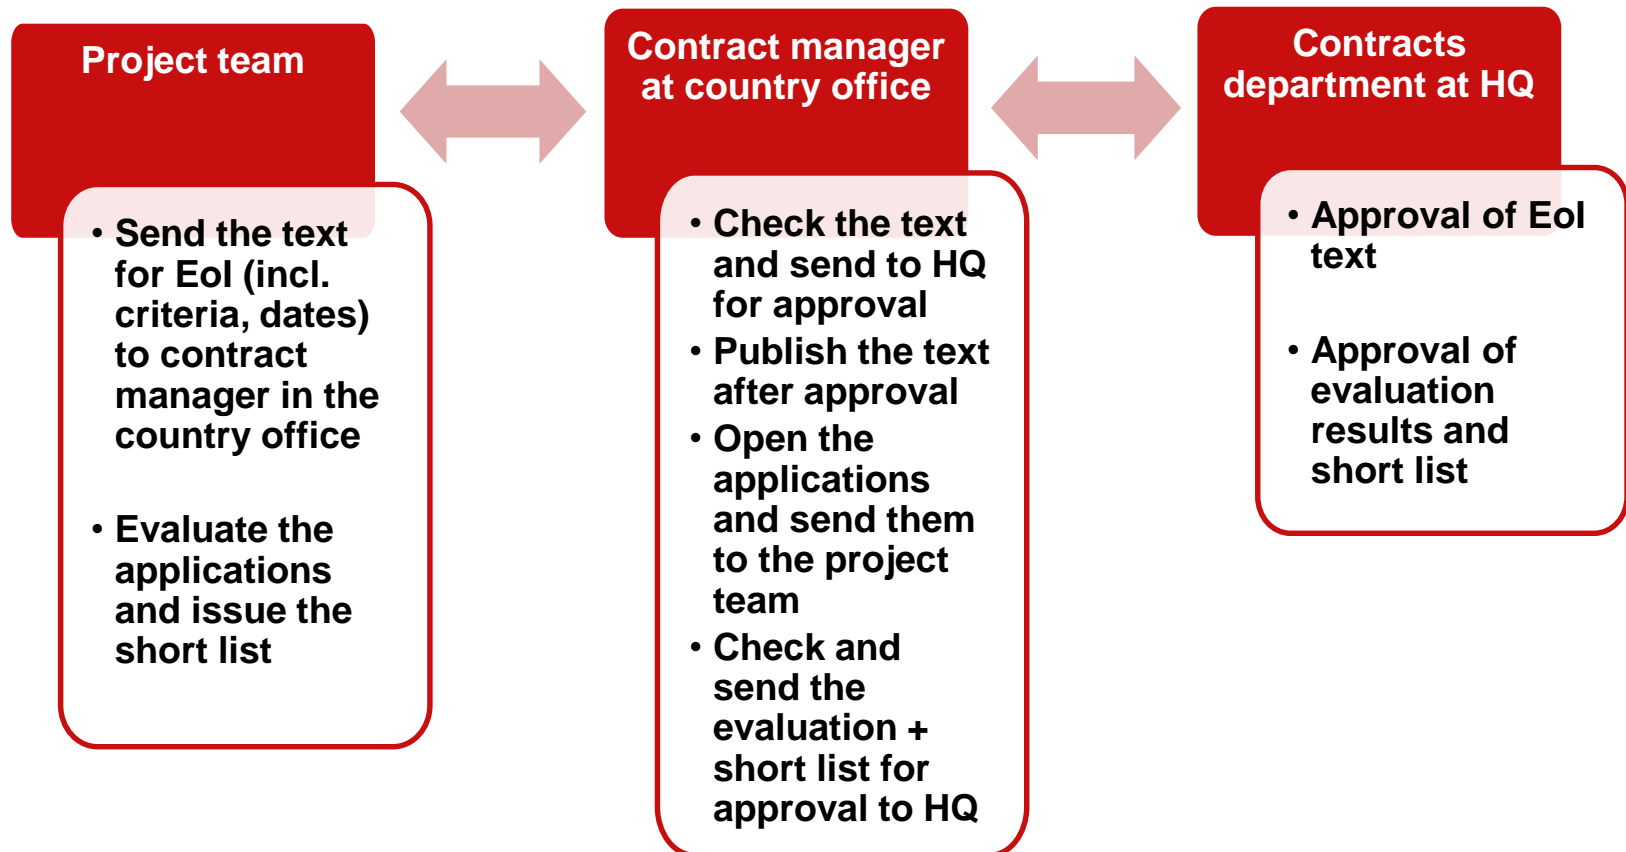 Project team
• Send the text
for EoI (incl.
criteria, dates)
to contract
manager in the
country office
• Evaluate the
applications
and issue the
short list
Contract manager
at country office
• Check the text
and send to HQ
for approval
• Publish the text
after approval
• Open the
applications
and send them
to the project
team
• Check and
send the
evaluation +
short list for
approval to HQ
Contracts
department at HQ
• Approval of EoI
text
• Approval of
evaluation
results and
short list